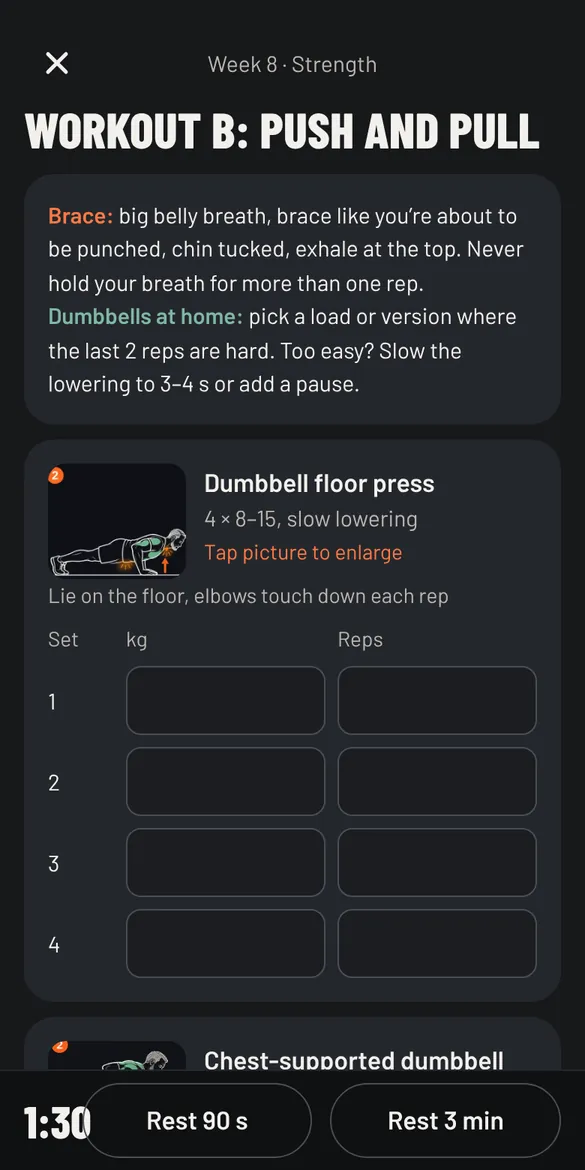 Week 8 · Strength
WORKOUT B: PUSH AND PULL
Brace: big belly breath, brace like you’re about to
be punched, chin tucked, exhale at the top. Never
hold your breath for more than one rep.
Dumbbells at home: pick a load or version where
the last 2 reps are hard. Too easy? Slow the
lowering to 3–4 s or add a pause.
2
Dumbbell floor press
4 × 8–15, slow lowering
Tap picture to enlarge
Lie on the floor, elbows touch down each rep
Set kg Reps
1
2
3
4
2
Chest-supported dumbbell
1:30 Rest 90 s Rest 3 min